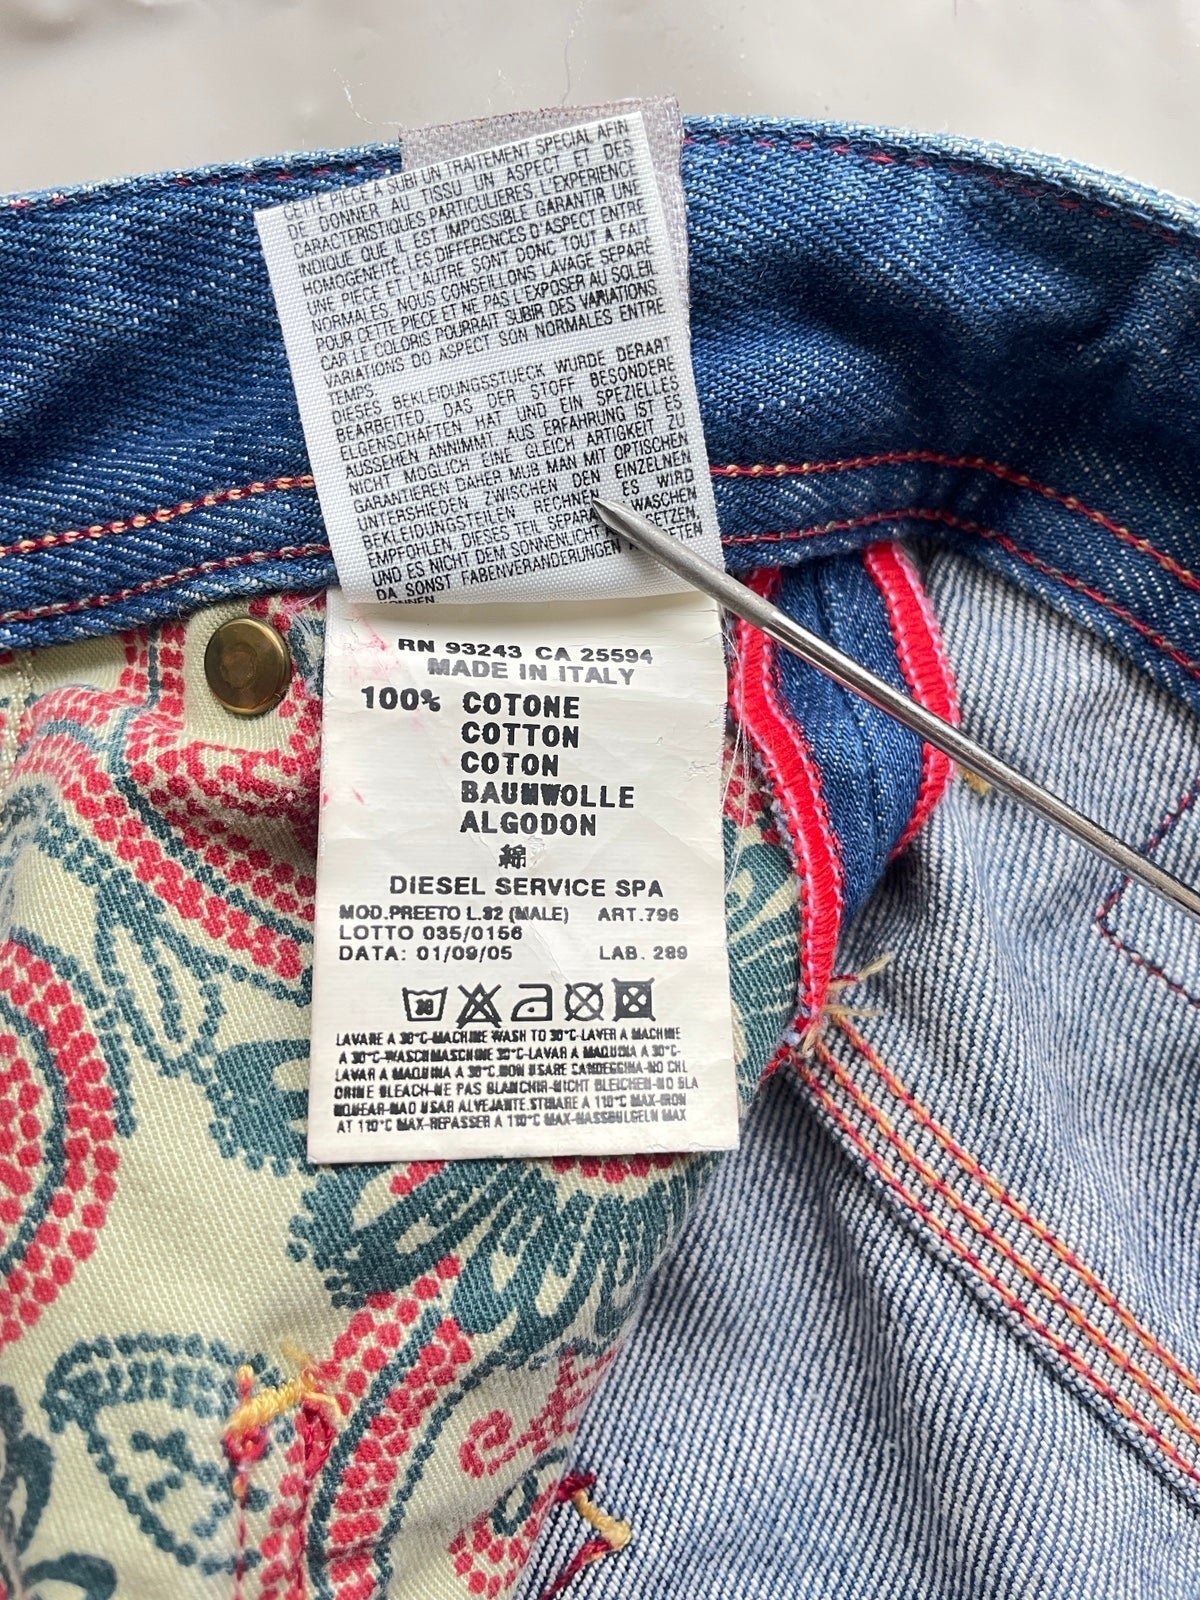 CETTE PIECE A SUBI UN TRAITEMENT SPECIAL AFIN
DE DONNER AU TISSU UN ASPECT ET DES
CARACTERISTIQUES PARTICULIERES L'EXPERIENCE
INDIQUE QUE IL EST IMPOSSIBLE GARANTIR UNE
HOMOGENEITÉ, LES DIFFERENCES D'ASPECT ENTRE
UNE PIECE ET L'AUTRE SONT DONC TOUT A FAIT
NORMALES. NOUS CONSEILLONS LAVAGE SEPARÉ
POUR CETTE PIECE ET NE PAS L'EXPOSER AU SOLEIL
CAR LE COLORIS POURRAIT SUBIR DES VARIATIONS.
VARIATIONS DO ASPECT SON NORMALES ENTRE
TEMPS
DIESES BEKLEIDUNGSSTUECK WURDE DERART
BEARBEITED DAS DER STOFF BESONDERE
ELGENSCHAFTEN HAT UND EIN SPEZIELLES
AUSSEHEN ANNIMMT. AUS ERFAHRUNG IST ES
NICHT MÖGLICH EINE GLEICH ARTIGKEIT ZU
GARANTIEREN DAHER MUB MAN MIT OPTISCHEN
UNTERSHIEDEN ZWISCHEN DEN EINZELNEN
BEKLEIDUNGSTEILEN RECHNEN ES WIRD
EMPFOHLEN, DIESES TEIL SEPARAT WASCHEN
UND ES NICHT DEM SONNENLICHT
DA SONST FABENVERANDERUNGEN
KONNEN
RN 93243 CA 25594
MADE IN ITALY
100% COTONE
COTTON
COTON
BAUMWOLLE
ALGODON
綿
DIESEL SERVICE SPA
MOD.PREETO L.32 (MALE) ART.796
LOTTO 035/0156
DATA: 01/09/05 LAB. 289
30
LAVARE A 30°C-MACHINE WASH TO 30°C-LAVER A MACHINE
A 30°C-WASCHMASCHINE 30°C-LAVAR A MAQUINA A 30°C-
LAVAR A MAQUINA A 30°C.NON USARE CANDEGGINA-NO CHL
ORINE BLEACH-NE PAS BLANCHIR-NICHT BLEICHEN-NO BLA
NQUEAR-NAO USAR ALVEJANTE.STIRARE A 110°C MAX-IRON
AT 110°C MAX-REPASSER A 110°C MAX-HASSBULGELN MAX